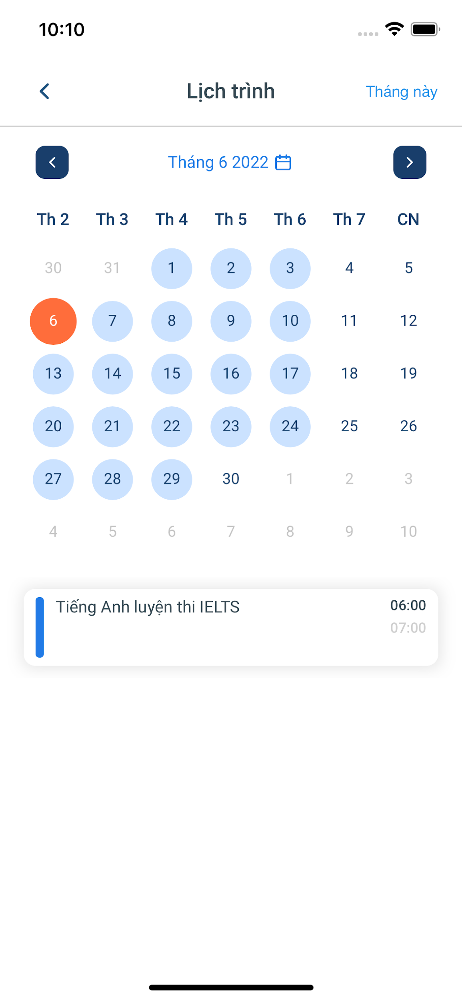 10:10
Lịch trình
Tháng này
Tháng 6 2022
Th 2 Th 3 Th 4 Th 5 Th 6 Th 7 CN
30 31 1 2 3 4 5
6 7 8 9 10 11 12
13 14 15 16 17 18 19
20 21 22 23 24 25 26
27 28 29 30 1 2 3
4 5 6 7 8 9 10
Tiếng Anh luyện thi IELTS 06:00
07:00